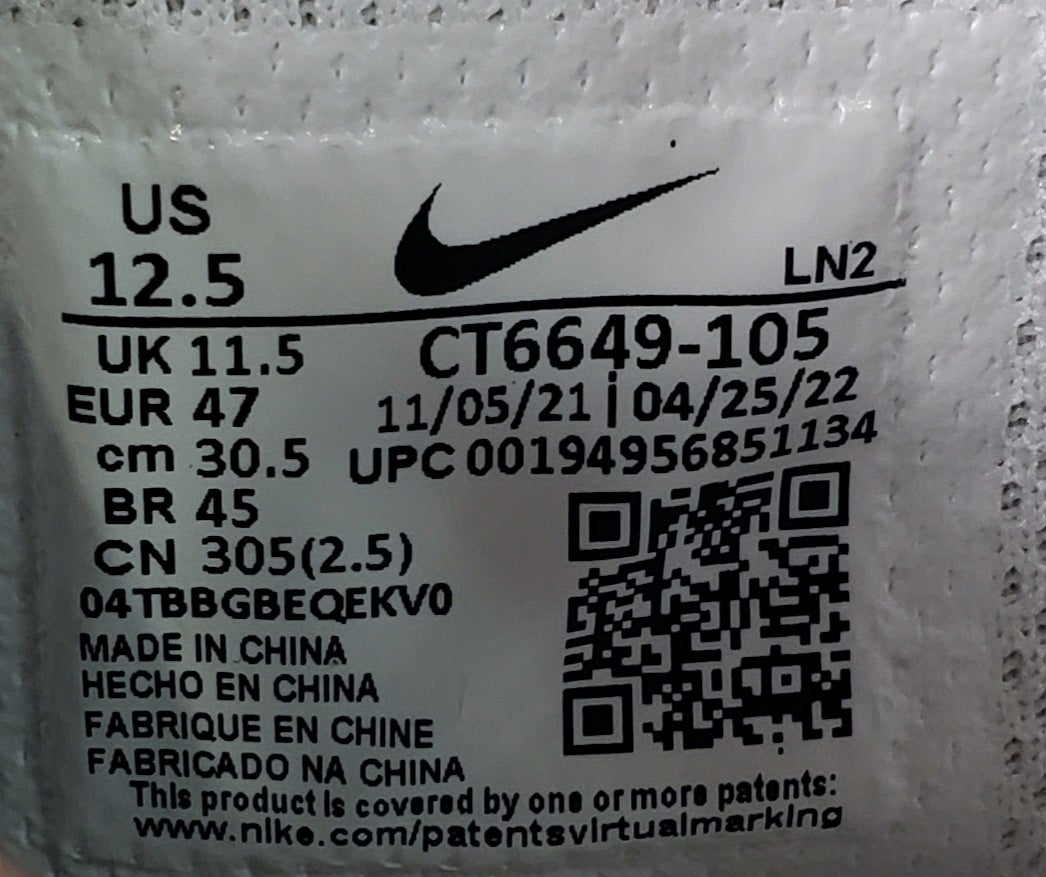 US
12.5
LN2
UK 11.5
EUR 47
cm 30.5
BR 45
CN 305(2.5)
CT6649-105
11/05/21 | 04/25/22
UPC 00194956851134
04TBBGBEQEKV0
MADE IN CHINA
HECHO EN CHINA
FABRIQUE EN CHINE
FABRICADO NA CHINA
This product is covered by one or more patents:
www.nike.com/patentsvirtualmarking